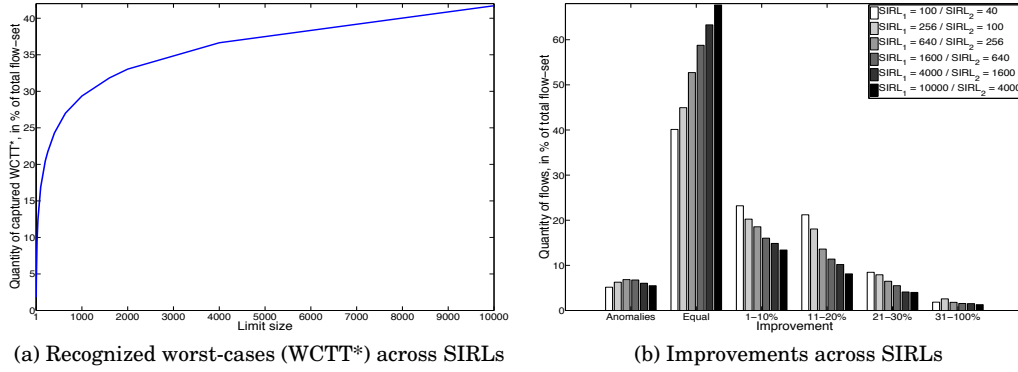 Quantity of captured WCTT*, in % of total flow-set
40
35
30
25
20
15
10
5
0
1 1000 2000 3000 4000 5000 6000 7000 8000 9000 10000
Limit size
(a) Recognized worst-cases (WCTT*) across SIRLs
Quantity of flows, in % of total flow-set
60
50
40
30
20
10
0
SIRL1 = 100 / SIRL2 = 40
SIRL1 = 256 / SIRL2 = 100
SIRL1 = 640 / SIRL2 = 256
SIRL1 = 1600 / SIRL2 = 640
SIRL1 = 4000 / SIRL2 = 1600
SIRL1 = 10000 / SIRL2 = 4000
Anomalies Equal 1−10% 11−20% 21−30% 31−100%
Improvement
(b) Improvements across SIRLs